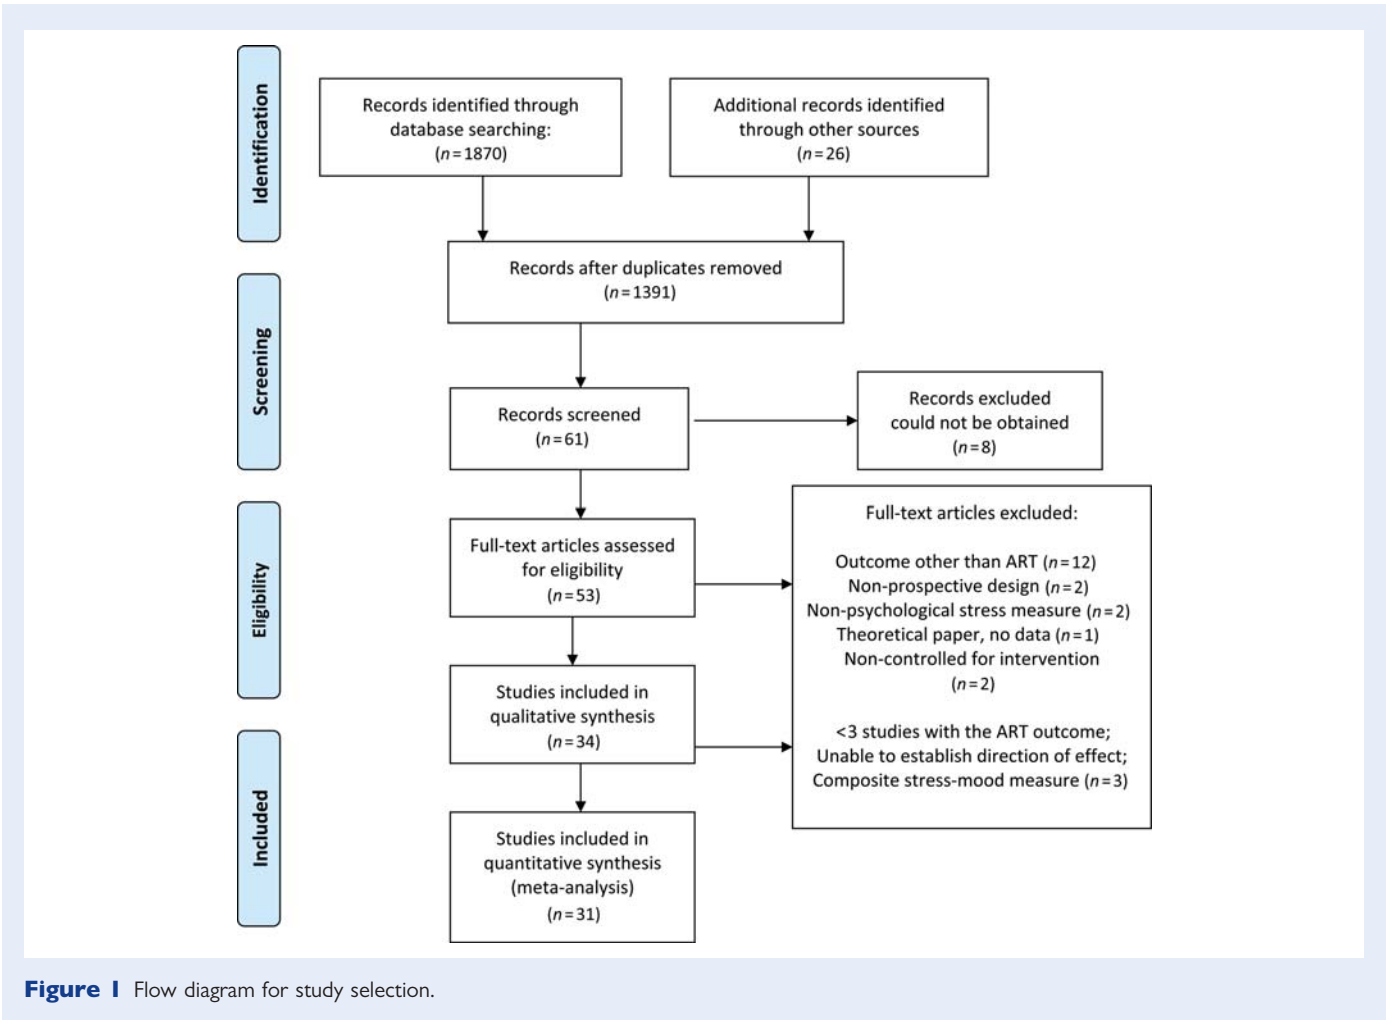 Identification
Records identified through
database searching:
(n=1870)
Additional records identified
through other sources
(n=26)
Records after duplicates removed
(n=1391)
Screening
Records screened
(n=61)
Records excluded
could not be obtained
(n=8)
Eligibility
Full-text articles assessed
for eligibility
(n=53)
Full-text articles excluded:
Outcome other than ART (n=12)
Non-prospective design (n=2)
Non-psychological stress measure (n=2)
Theoretical paper, no data (n=1)
Non-controlled for intervention
(n=2)
<3 studies with the ART outcome;
Unable to establish direction of effect;
Composite stress-mood measure (n=3)
Studies included in
qualitative synthesis
(n=34)
Included
Studies included in
quantitative synthesis
(meta-analysis)
(n=31)
Figure 1 Flow diagram for study selection.